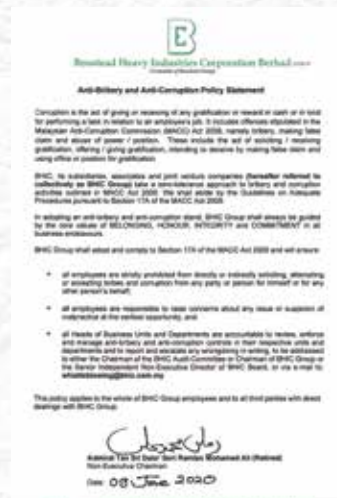 B
Boustead Heavy Industries Corporation Berhad
Anti-Bribery and Anti-Corruption Policy Statement
Corruption is the act of giving or receiving of any gratification or reward in cash or in kind
for performing a task in relation to an employee's job. It includes offences stipulated in the
Malaysian Anti-Corruption Commission (MACC) Act 2009, namely bribery, making false
claim and abuse of power / position. These include the act of soliciting / receiving
gratification, offering / giving gratification, intending to deceive by making false claim and
using office or position for gratification.
BHIC, its subsidiaries, associates and joint venture companies (hereafter referred to
collectively as BHIC Group) take a zero-tolerance approach to bribery and corruption
activities outlined in MACC Act 2009. We shall abide by the Guidelines on Adequate
Procedures pursuant to Section 17A of the MACC Act 2009.
In adopting an anti-bribery and anti-corruption stand, BHIC Group shall always be guided
by the core values of BELONGING, HONOUR, INTEGRITY and COMMITMENT in all
business endeavours.
BHIC Group shall adopt and comply to Section 17A of the MACC Act 2009 and will ensure:
• all employees are strictly prohibited from directly or indirectly soliciting, attempting
or accepting bribes and corruption from any party or person for himself or for any
other person's behalf;
• all employees are responsible to raise concerns about any issue or suspicion of
malpractice at the earliest opportunity; and
• all Heads of Business Units and Departments are accountable to review, enforce
and manage anti-bribery and anti-corruption controls in their respective units and
departments and to report and escalate any wrongdoing in writing, to be addressed
to either the Chairman of the BHIC Audit Committee or Chairman of BHIC Group or
the Senior Independent Non-Executive Director of BHIC Board, or via e-mail to:
whistleblowing@bhic.com.my
This policy applies to the whole of BHIC Group employees and to all third parties with direct
dealings with BHIC Group.
Admiral Tan Sri Dato' Seri Ramlan Mohamed Ali (Retired)
Non-Executive Chairman
Date: 08 June 2020